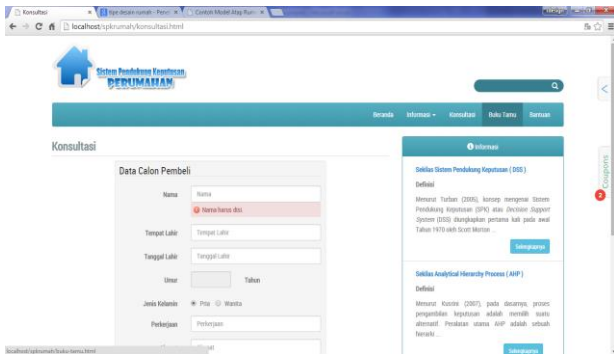 Konsultasi
tipe desain rumah - Pene
Contoh Model Atap Rum
localhost/spkrumah/konsultasi.html
Sistem Pendukung Keputusan
PERUMAHAN
Beranda Informasi Konsultasi Buku Tamu Bantuan
Konsultasi
Data Calon Pembeli
Nama Nama
Nama harus diisi
Tempat Lahir Tempat Lahir
Tanggal Lahir Tanggal Lahir
Umur Tahun
Jenis Kelamin Pria Wanita
Perkerjaan Perkerjaan
Informasi
Sekilas Sistem Pendukung Keputusan ( DSS )
Definisi
Menurut Turban (2005), konsep mengenai Sistem
Pendukung Keputusan (SPK) atau Decision Support
System (DSS) diungkapkan pertama kali pada awal
Tahun 1970 oleh Scott Morton ...
Selengkapnya
Sekilas Analytical Hierarchy Process ( AHP )
Definisi
Menurut Kusrini (2007), pada dasarnya, proses
pengambilan keputusan adalah memilih suatu
alternatif. Peralatan utama AHP adalah sebuah
hierarki ...
Selengkapnya
Coupons
2
localhost/spkrumah/buku-tamu.html